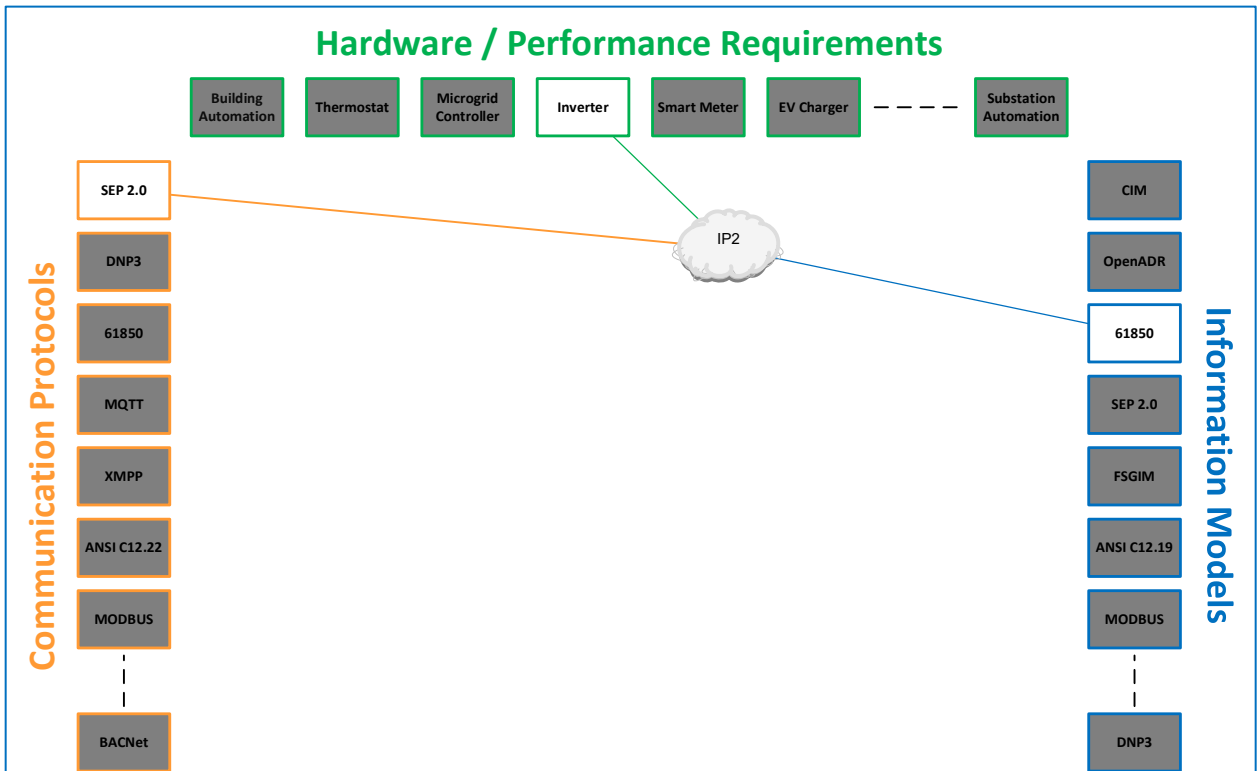 Hardware / Performance Requirements
Building
Automation
Thermostat
Microgrid
Controller
Inverter
Smart Meter
EV Charger
Substation
Automation
Communication Protocols
SEP 2.0
DNP3
61850
MQTT
XMPP
ANSI C12.22
MODBUS
BACNet
IP2
CIM
OpenADR
61850
SEP 2.0
FSGIM
ANSI C12.19
MODBUS
DNP3
Information Models